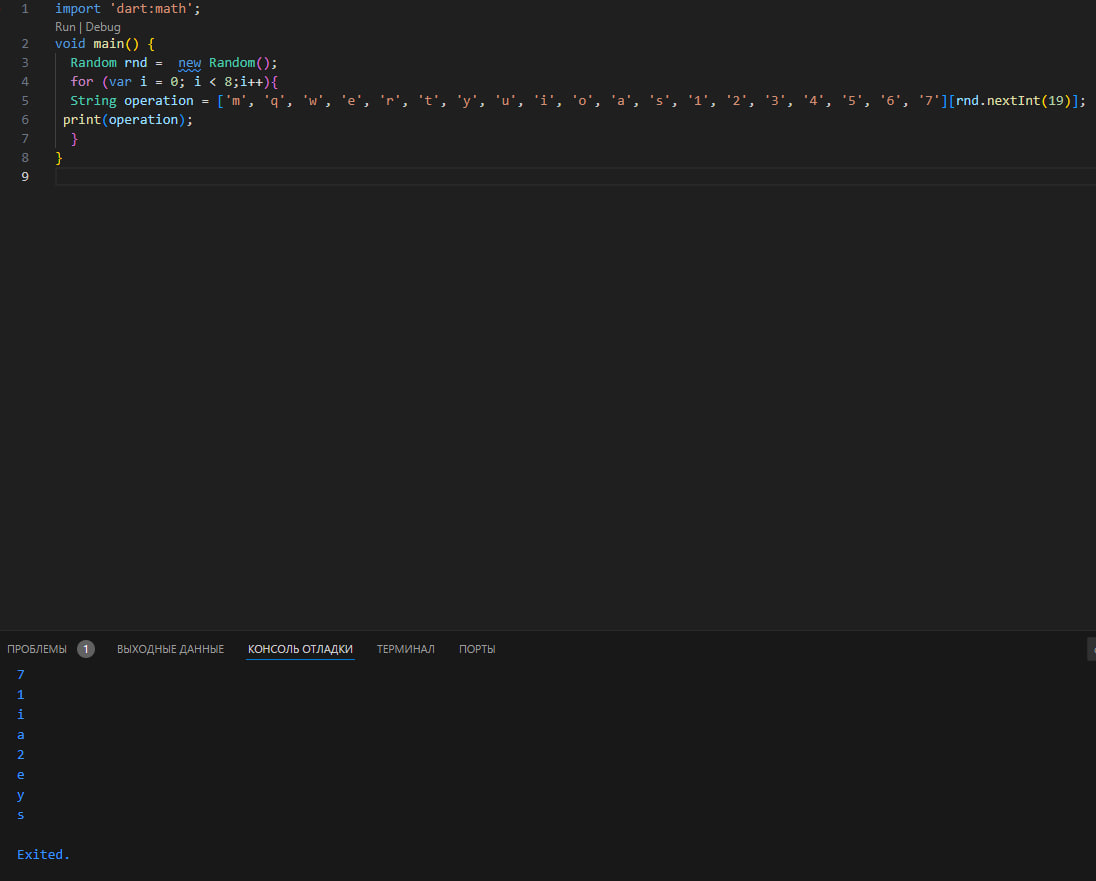 1 import 'dart:math';
Run | Debug
2 void main() {
3 Random rnd =  new Random();
4 for (var i = 0; i < 8;i++){
5 String operation = ['m', 'q', 'w', 'e', 'r', 't', 'y', 'u', 'i', 'o', 'a', 's', '1', '2', '3', '4', '5', '6', '7'][rnd.nextInt(19)];
6 print(operation);
7 }
8 }
9
ПРОБЛЕМЫ 1 ВЫХОДНЫЕ ДАННЫЕ КОНСОЛЬ ОТЛАДКИ ТЕРМИНАЛ ПОРТЫ
7
1
i
a
2
e
y
s
Exited.